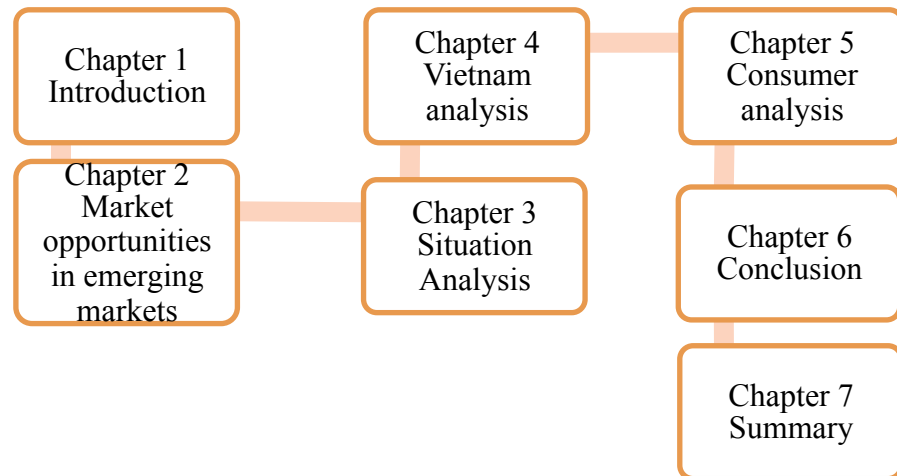 Chapter 1
Introduction
Chapter 2
Market
opportunities
in emerging
markets
Chapter 3
Situation
Analysis
Chapter 4
Vietnam
analysis
Chapter 5
Consumer
analysis
Chapter 6
Conclusion
Chapter 7
Summary